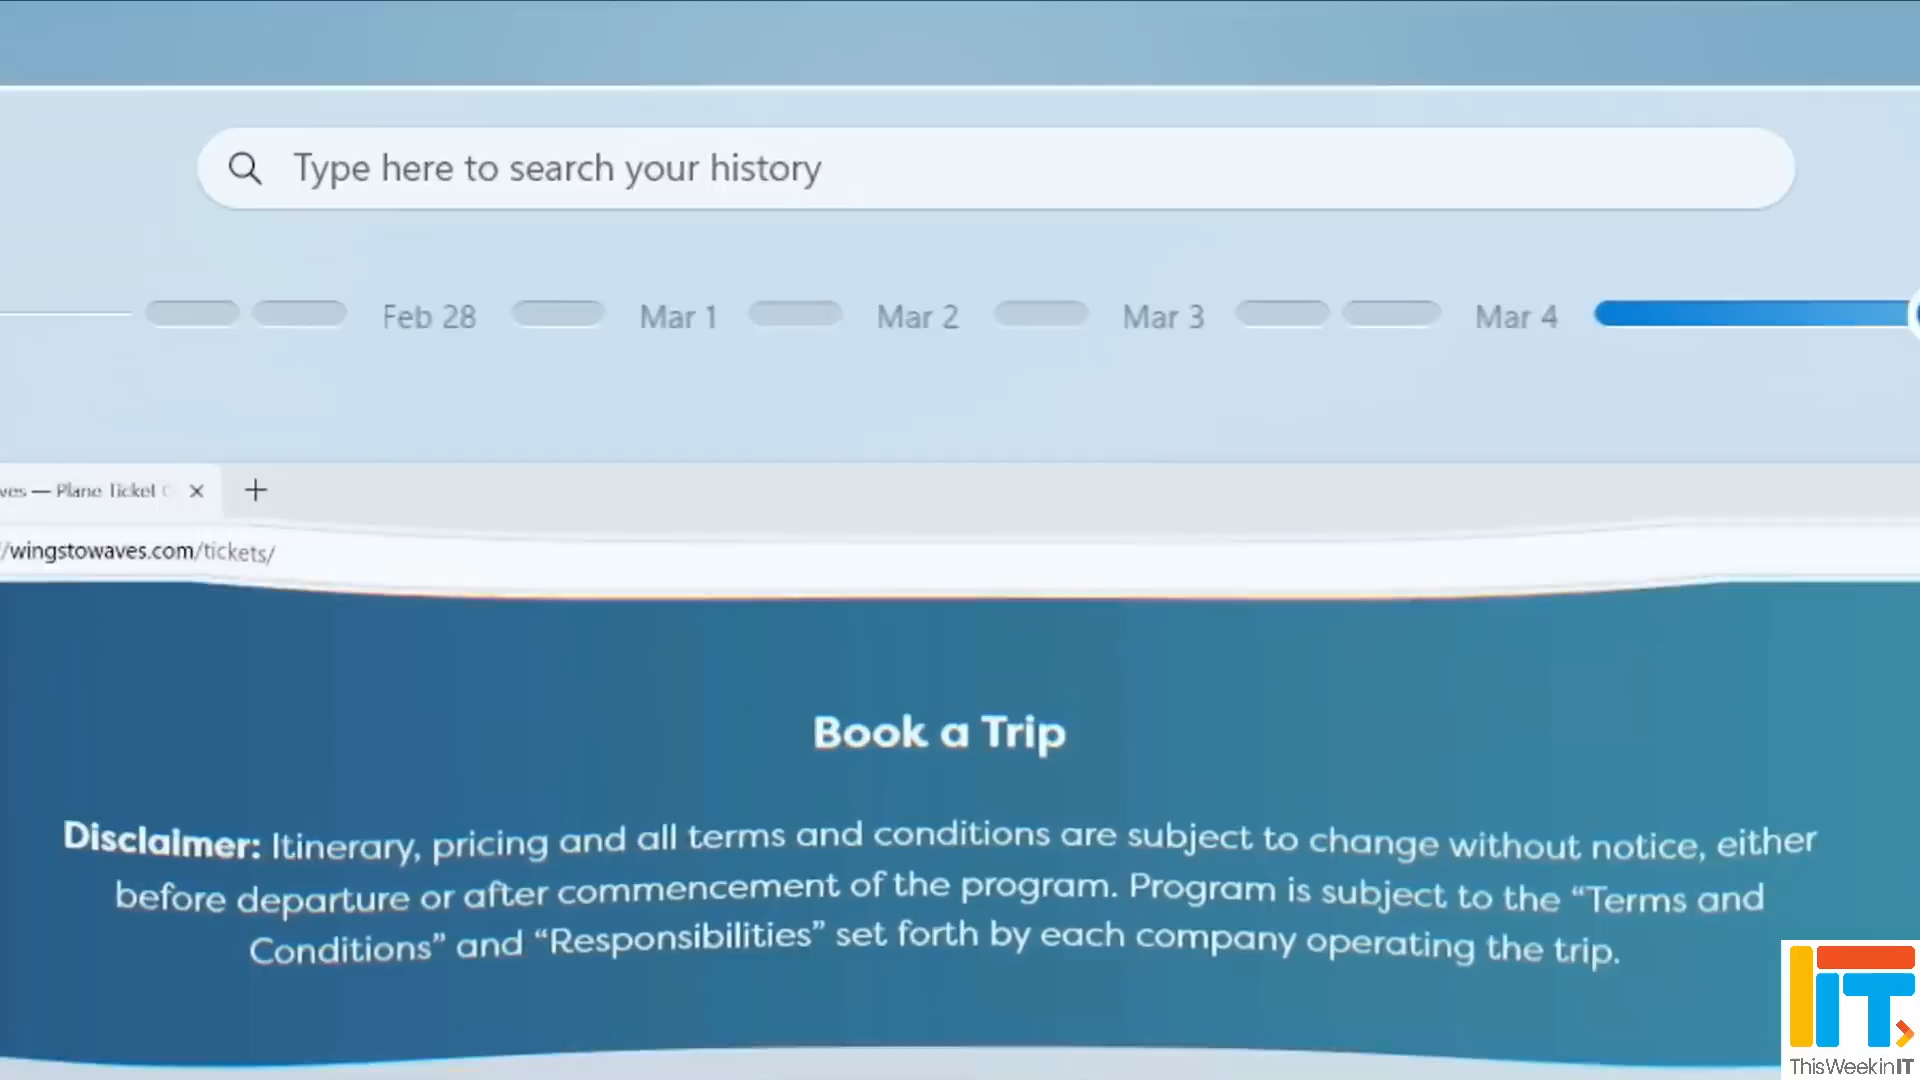 Type here to search your history
Feb 28 Mar 1 Mar 2 Mar 3 Mar 4
— Plane Ticket
/wingstowaves.com/tickets/
Book a Trip
Disclaimer: Itinerary, pricing and all terms and conditions are subject to change without notice, either
before departure or after commencement of the program. Program is subject to the “Terms and
Conditions” and “Responsibilities” set forth by each company operating the trip.
IT
ThisWeekinIT